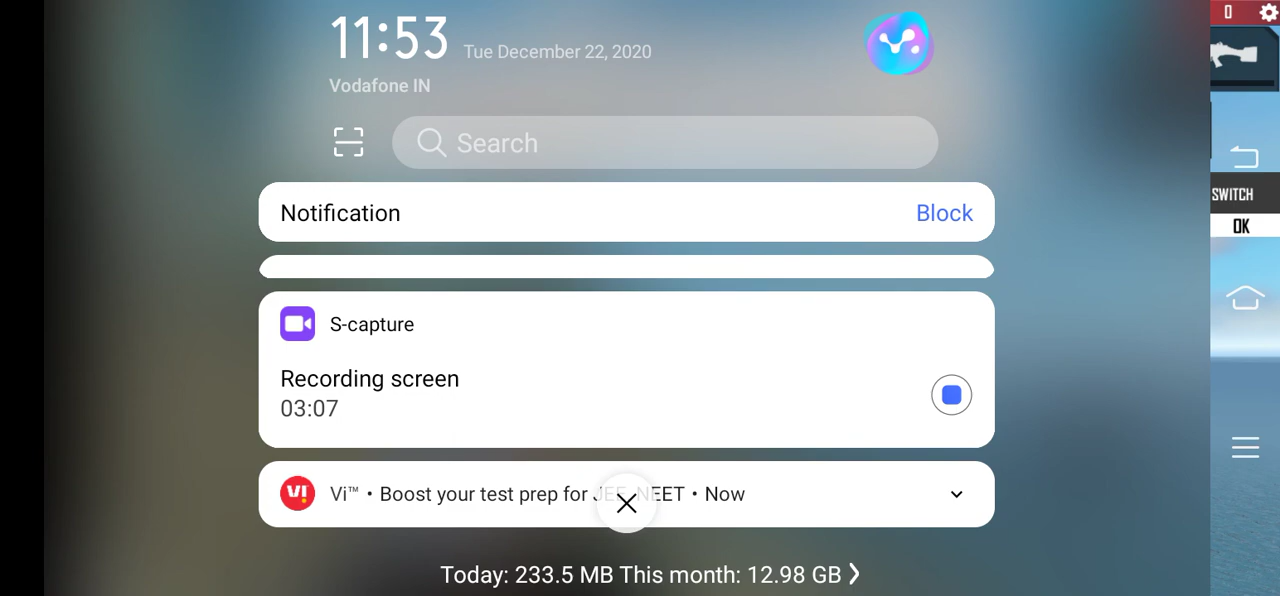 11:53 Tue December 22, 2020
Vodafone IN
Search
Notification Block
S-capture
Recording screen
03:07
Vi™ • Boost your test prep for JEE, NEET • Now
Today: 233.5 MB This month: 12.98 GB
0
SWITCH
OK